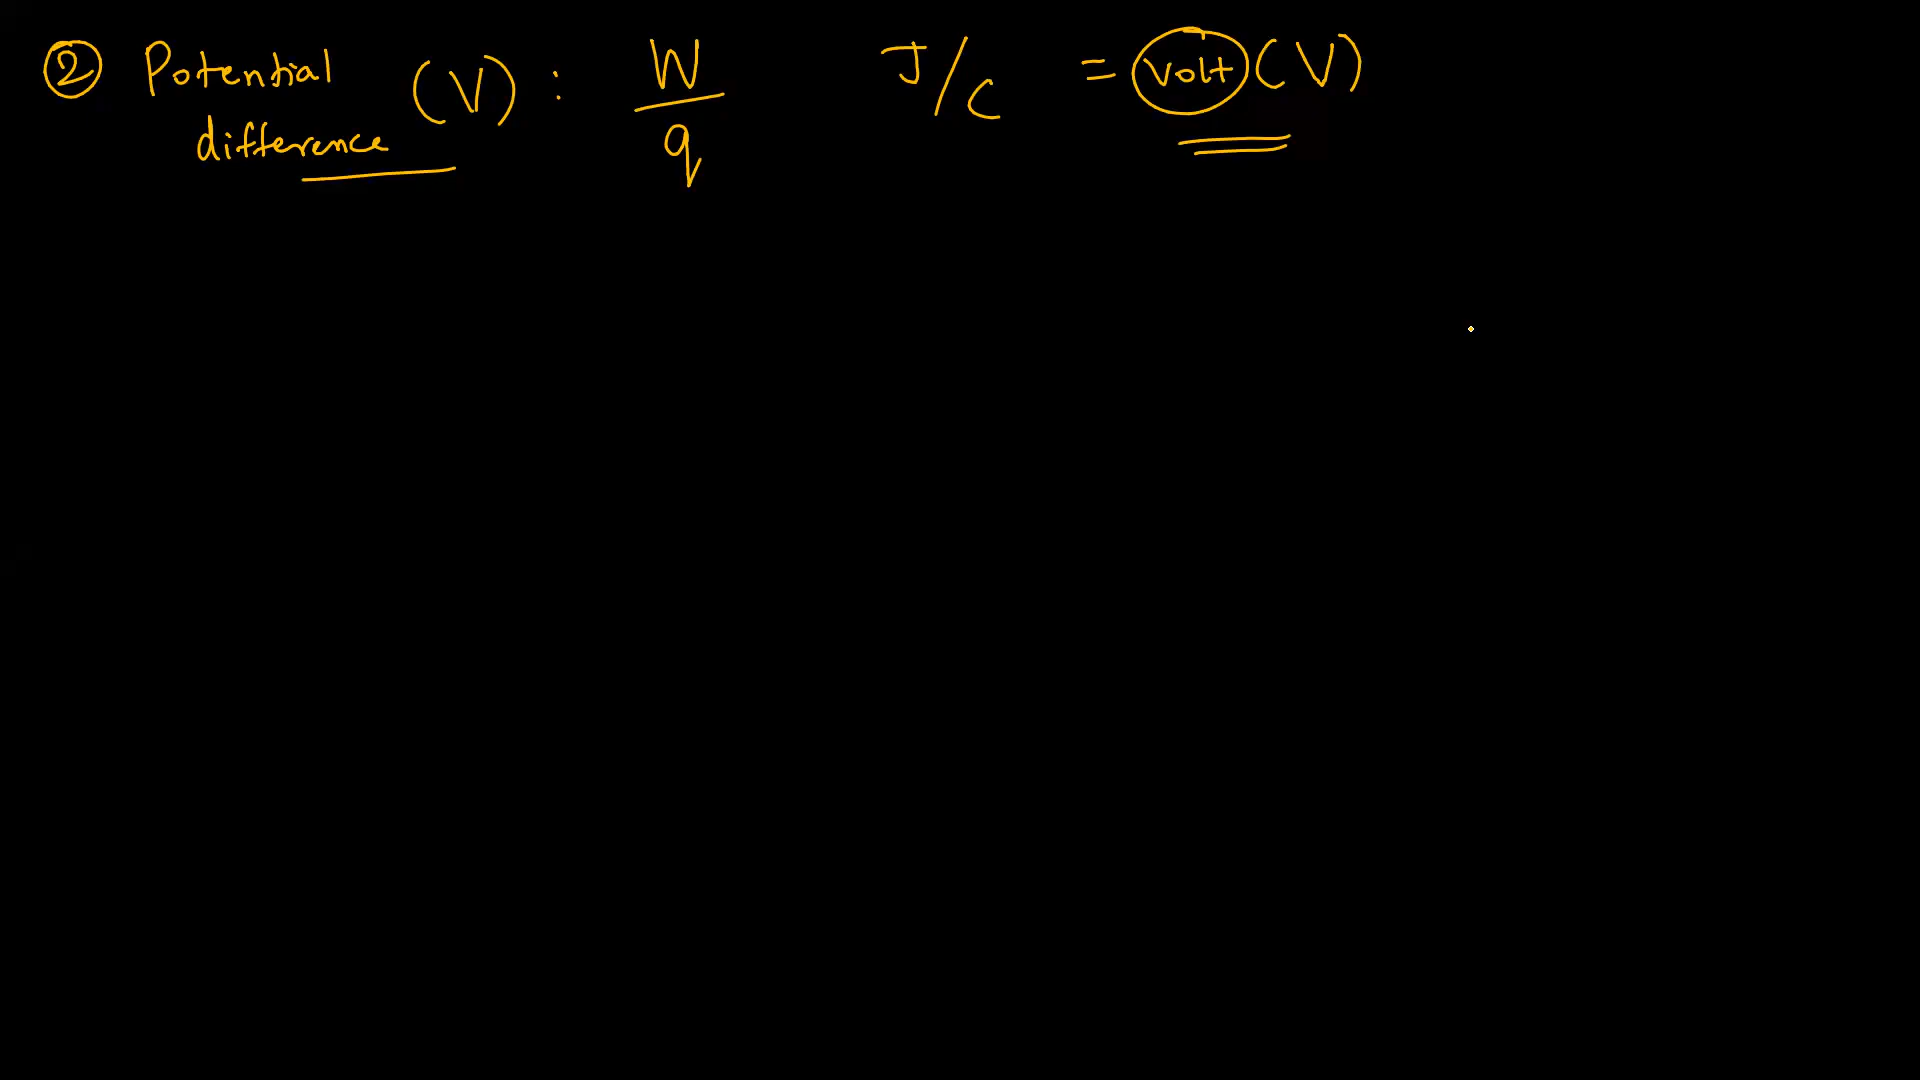 ② Potential difference (V) : W/q J/C = volt (V)